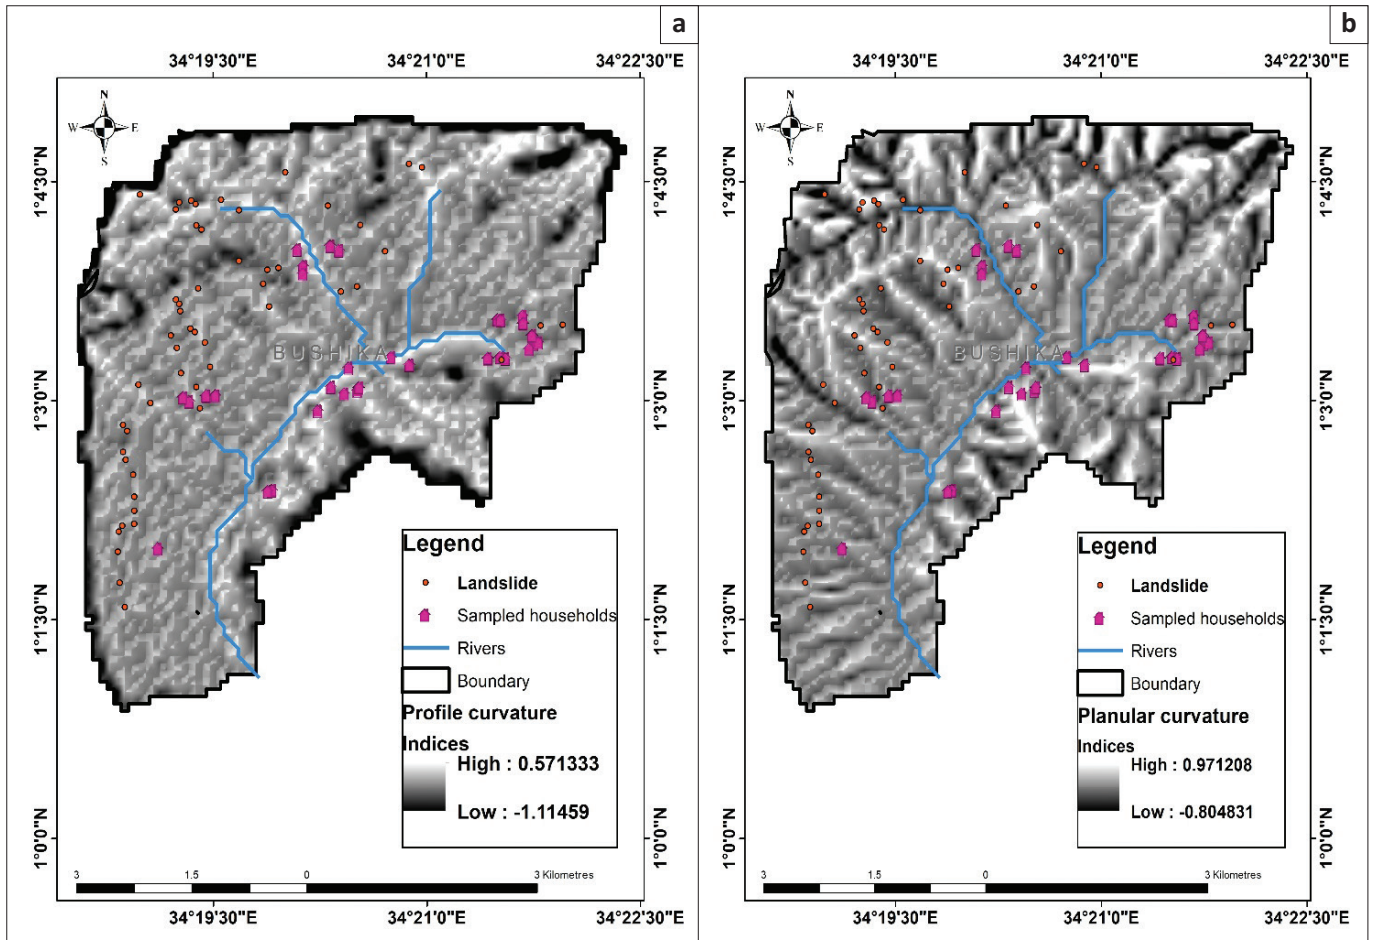 a
34°19'30"E 34°21'0"E 34°22'30"E
N
W E
S
1°4'30"N 1°4'30"N
BUSHIKA
1°3'0"N 1°3'0"N
Legend
Landslide
Sampled households
1°1'30"N 1°1'30"N
Rivers
Boundary
Profile curvature
Indices
High : 0.571333
Low : -1.11459
1°0'0"N 1°0'0"N
3 1.5 0 3 Kilometres
34°19'30"E 34°21'0"E 34°22'30"E
b
34°19'30"E 34°21'0"E 34°22'30"E
N
W E
S
1°4'30"N 1°4'30"N
BUSHIKA
1°3'0"N 1°3'0"N
Legend
Landslide
Sampled households
1°1'30"N 1°1'30"N
Rivers
Boundary
Planular curvature
Indices
High : 0.971208
Low : -0.804831
1°0'0"N 1°0'0"N
3 1.5 0 3 Kilometres
34°19'30"E 34°21'0"E 34°22'30"E